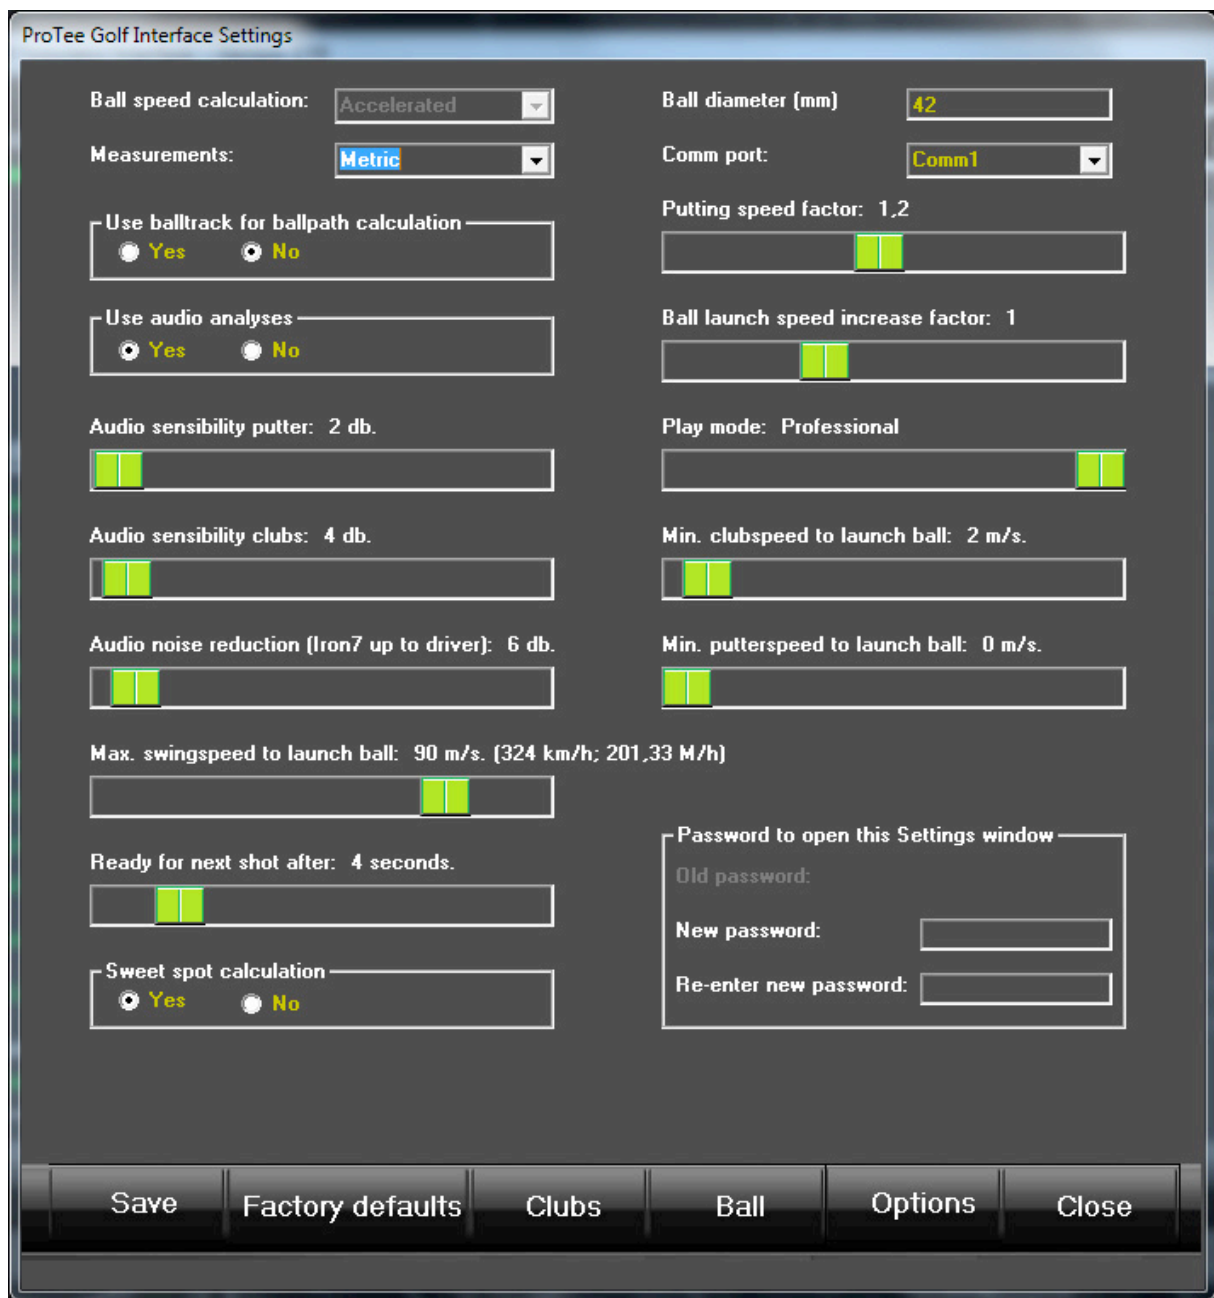 ProTee Golf Interface Settings
Ball speed calculation: Accelerated
Ball diameter (mm) 42
Measurements: Metric
Comm port: Comm1
Use balltrack for ballpath calculation
Yes No
Putting speed factor: 1,2
Use audio analyses
Yes No
Ball launch speed increase factor: 1
Audio sensibility putter: 2 db.
Play mode: Professional
Audio sensibility clubs: 4 db.
Min. clubspeed to launch ball: 2 m/s.
Audio noise reduction (Iron7 up to driver): 6 db.
Min. putterspeed to launch ball: 0 m/s.
Max. swingspeed to launch ball: 90 m/s. (324 km/h; 201,33 M/h)
Ready for next shot after: 4 seconds.
Password to open this Settings window
Old password:
New password:
Re-enter new password:
Sweet spot calculation
Yes No
Save Factory defaults Clubs Ball Options Close